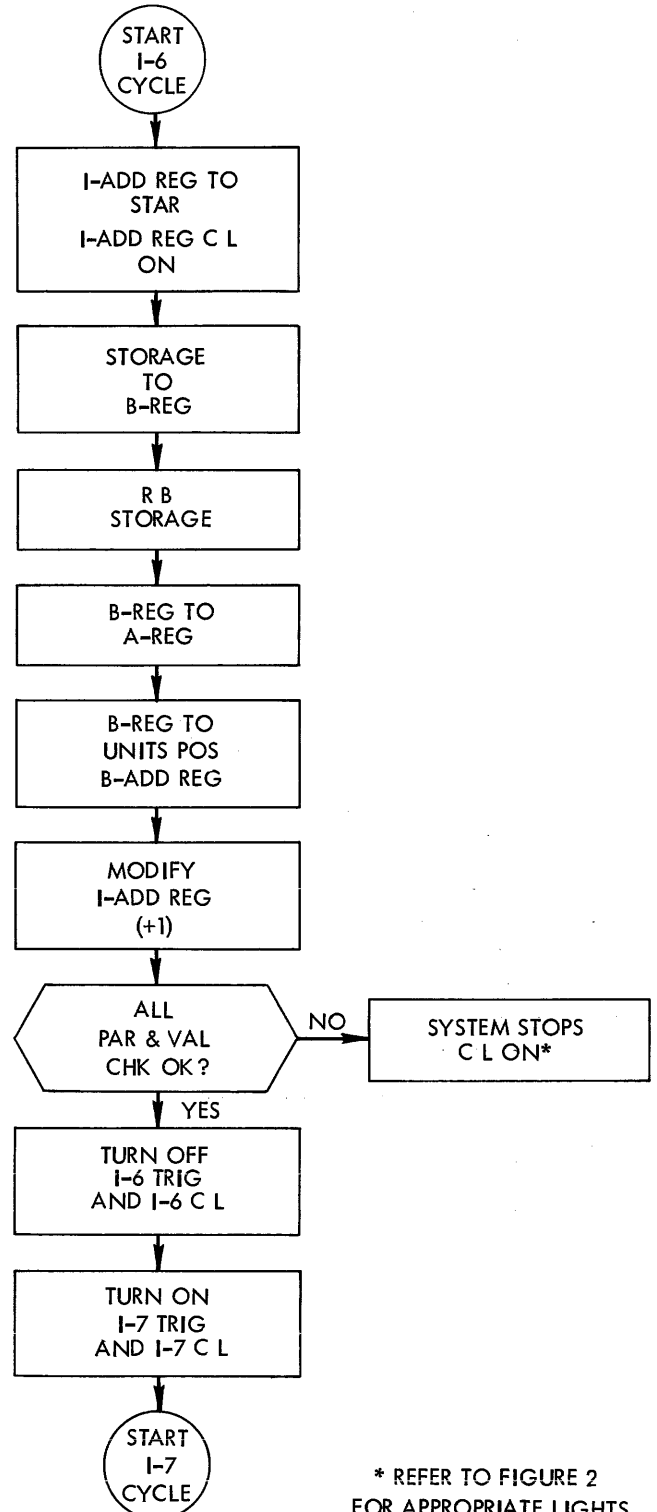 START
I-6
CYCLE
I-ADD REG TO
STAR
I-ADD REG C L
ON
STORAGE
TO
B-REG
R B
STORAGE
B-REG TO
A-REG
B-REG TO
UNITS POS
B-ADD REG
MODIFY
I-ADD REG
(+1)
ALL
PAR & VAL
CHK OK?
NO
SYSTEM STOPS
C L ON*
YES
TURN OFF
I-6 TRIG
AND I-6 C L
TURN ON
I-7 TRIG
AND I-7 C L
START
I-7
CYCLE
* REFER TO FIGURE 2
FOR APPROPRIATE LIGHTS